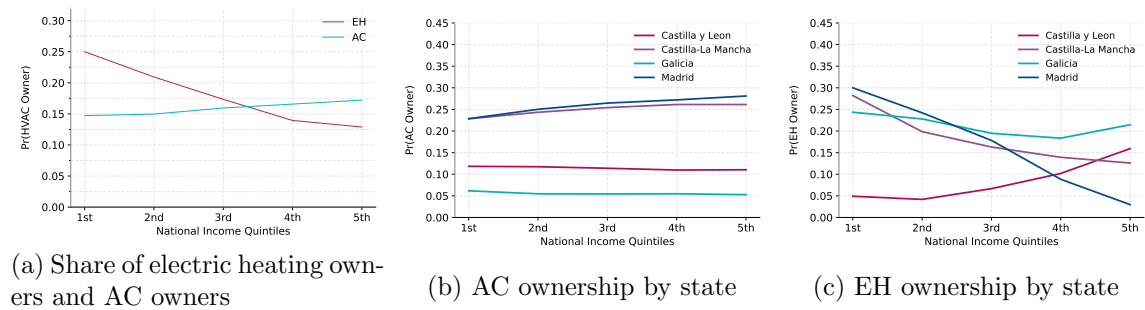 0.30
0.25
0.20
0.15
0.10
0.05
0.00
Pr(HVAC Owner)
EH
AC
1st 2nd 3rd 4th 5th
National Income Quintiles
(a) Share of electric heating own-
ers and AC owners
0.45
0.40
0.35
0.30
0.25
0.20
0.15
0.10
0.05
0.00
Pr(AC Owner)
Castilla y Leon
Castilla-La Mancha
Galicia
Madrid
1st 2nd 3rd 4th 5th
National Income Quintiles
(b) AC ownership by state
0.45
0.40
0.35
0.30
0.25
0.20
0.15
0.10
0.05
0.00
Pr(EH Owner)
Castilla y Leon
Castilla-La Mancha
Galicia
Madrid
1st 2nd 3rd 4th 5th
National Income Quintiles
(c) EH ownership by state